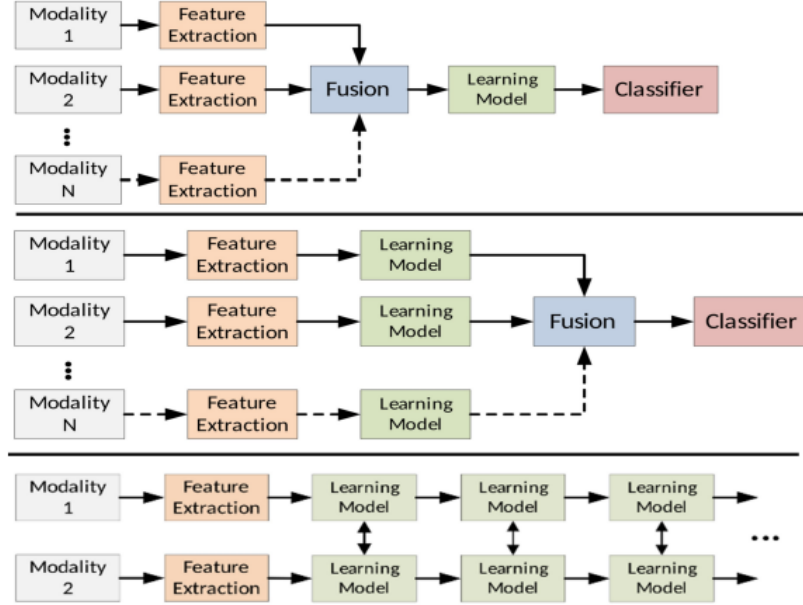 Modality
1
Feature
Extraction
Modality
2
Feature
Extraction
Fusion
Learning
Model
Classifier
Modality
N
Feature
Extraction
Modality
1
Feature
Extraction
Learning
Model
Modality
2
Feature
Extraction
Learning
Model
Fusion
Classifier
Modality
N
Feature
Extraction
Learning
Model
Modality
1
Feature
Extraction
Learning
Model
Learning
Model
Learning
Model
Modality
2
Feature
Extraction
Learning
Model
Learning
Model
Learning
Model